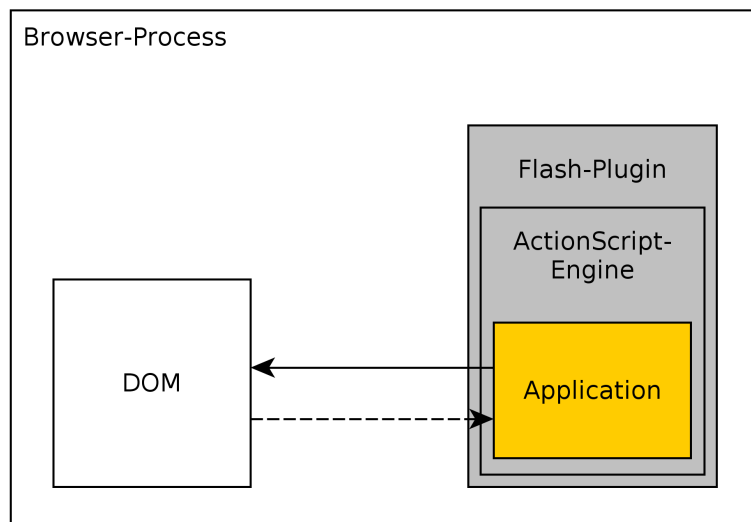 Browser-Process
Flash-Plugin
ActionScript-
Engine
DOM
Application